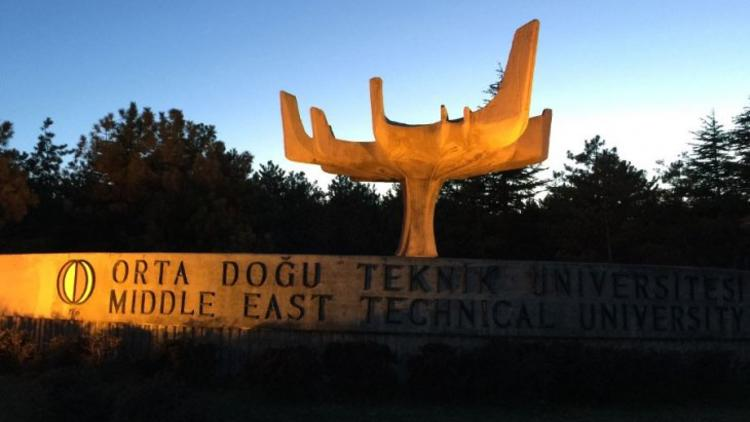 ORTA DOĞU TEKNİK ÜNİVERSİTESİ
MIDDLE EAST TECHNICAL UNIVERSITY